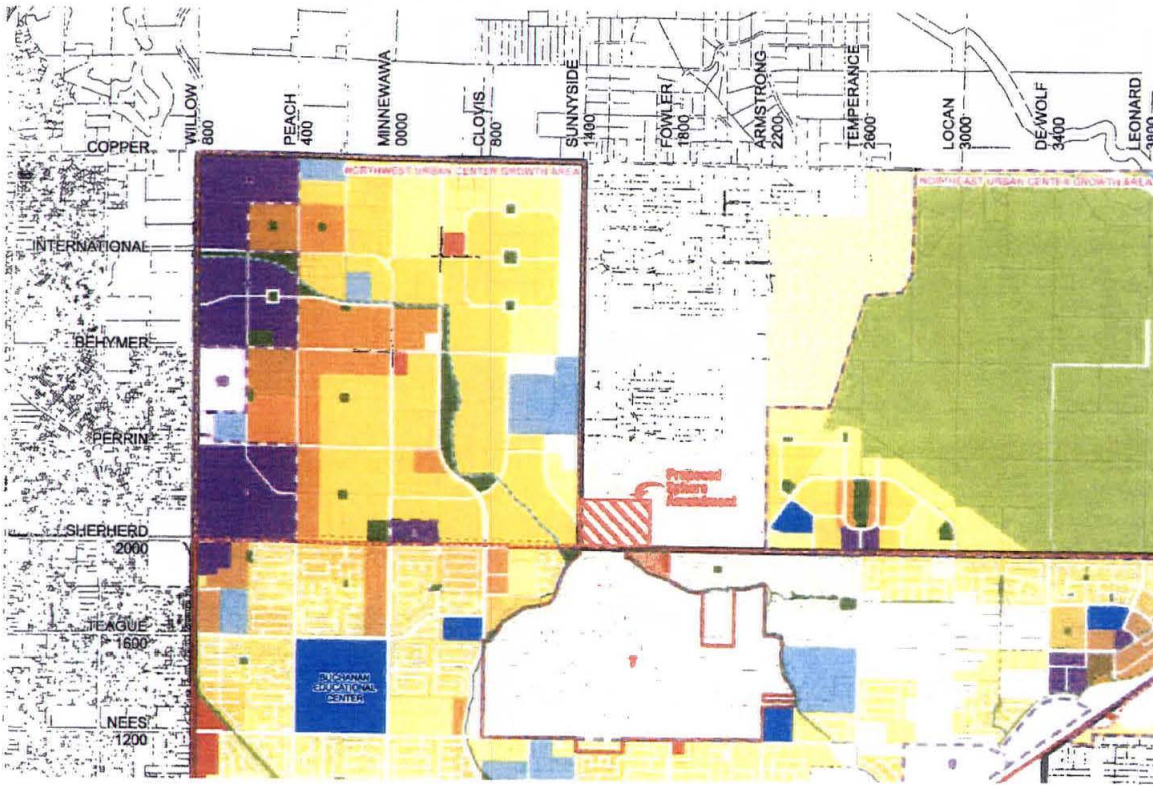 WILLOW
800
PEACH
400
MINNEWAWA
0000
CLOVIS
800
SUNNYSIDE
1400
FOWLER
1800
ARMSTRONG
2200
TEMPERANCE
2600
LOCAN
3000
DE WOLF
3400
LEONARD
3800
COPPER
NORTHWEST URBAN CENTER GROWTH AREA
NORTHEAST URBAN CENTER GROWTH AREA
INTERNATIONAL
BEHYMER
PERRIN
Proposed
Sphere
Amendment
SHEPHERD
2000
TEAGUE
1600
7
BUCHANAN
EDUCATIONAL
CENTER
NEES
1200